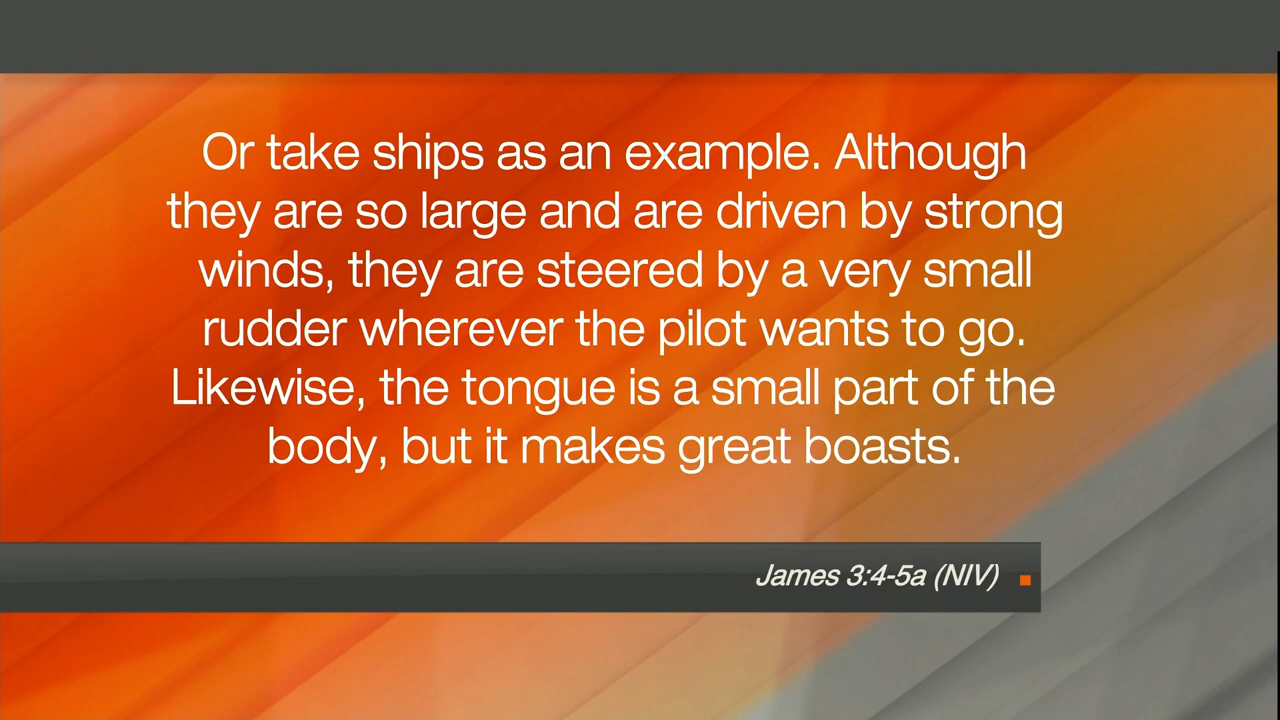 Or take ships as an example. Although
they are so large and are driven by strong
winds, they are steered by a very small
rudder wherever the pilot wants to go.
Likewise, the tongue is a small part of the
body, but it makes great boasts.
James 3:4-5a (NIV)